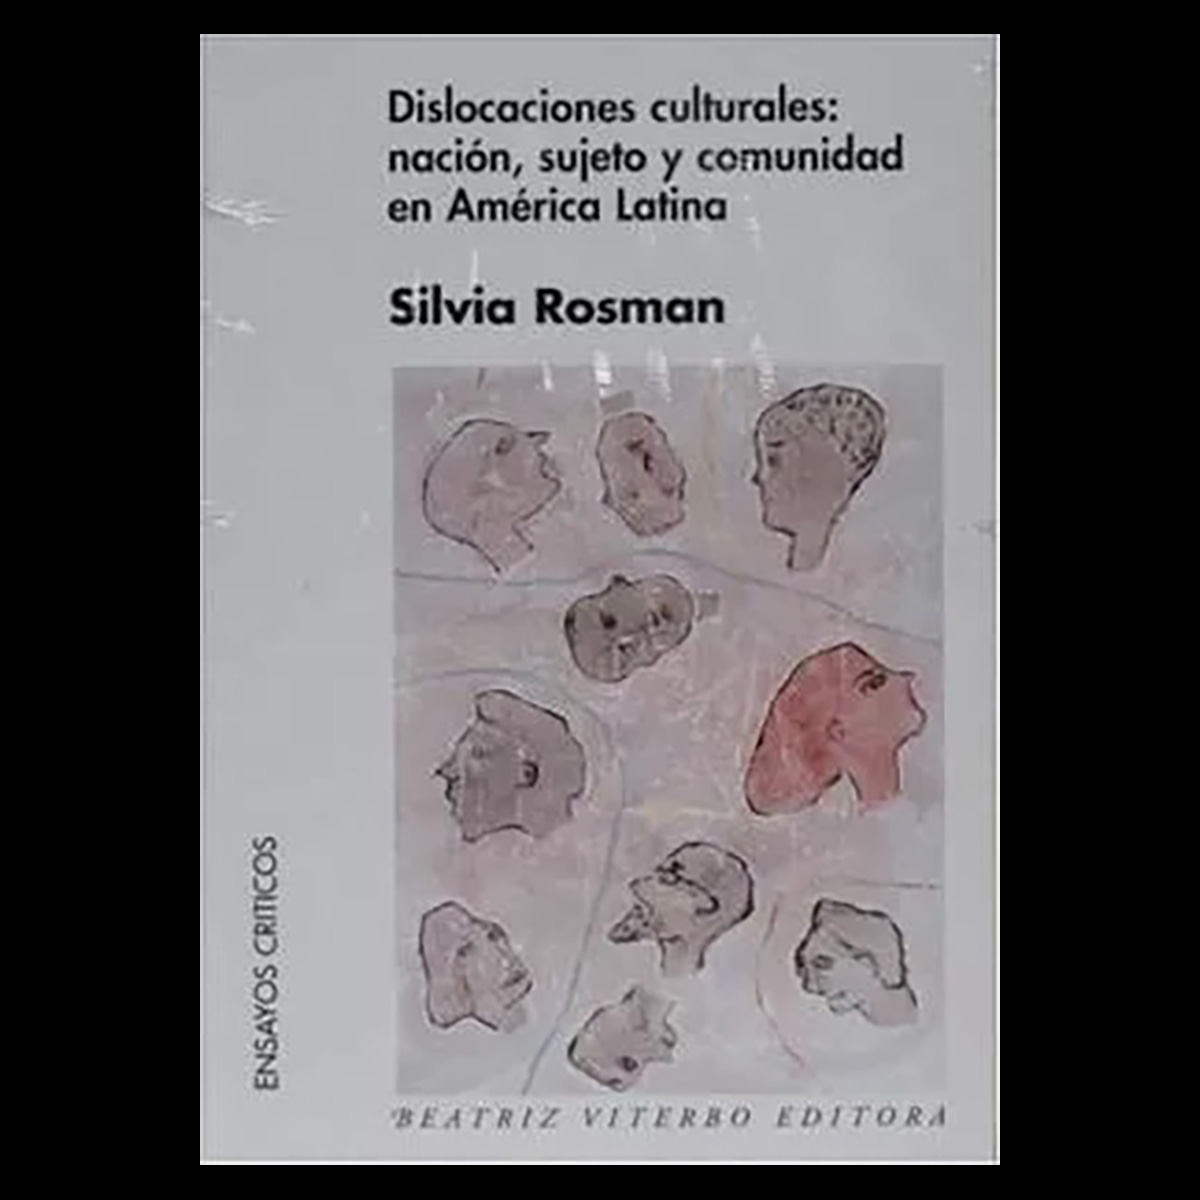 Dislocaciones culturales:
nación, sujeto y comunidad
en América Latina
Silvia Rosman
ENSAYOS CRITICOS
BEATRIZ VITERBO EDITORA